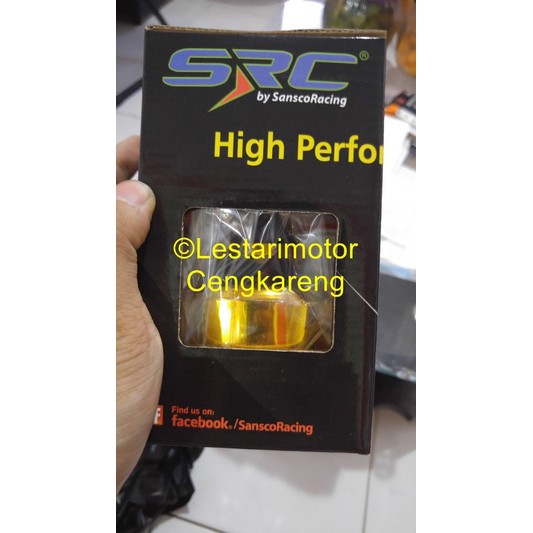 SRC®
by SanscoRacing
High Perfor
©Lestarimotor
Cengkareng
f Find us on:
facebook®/SanscoRacing